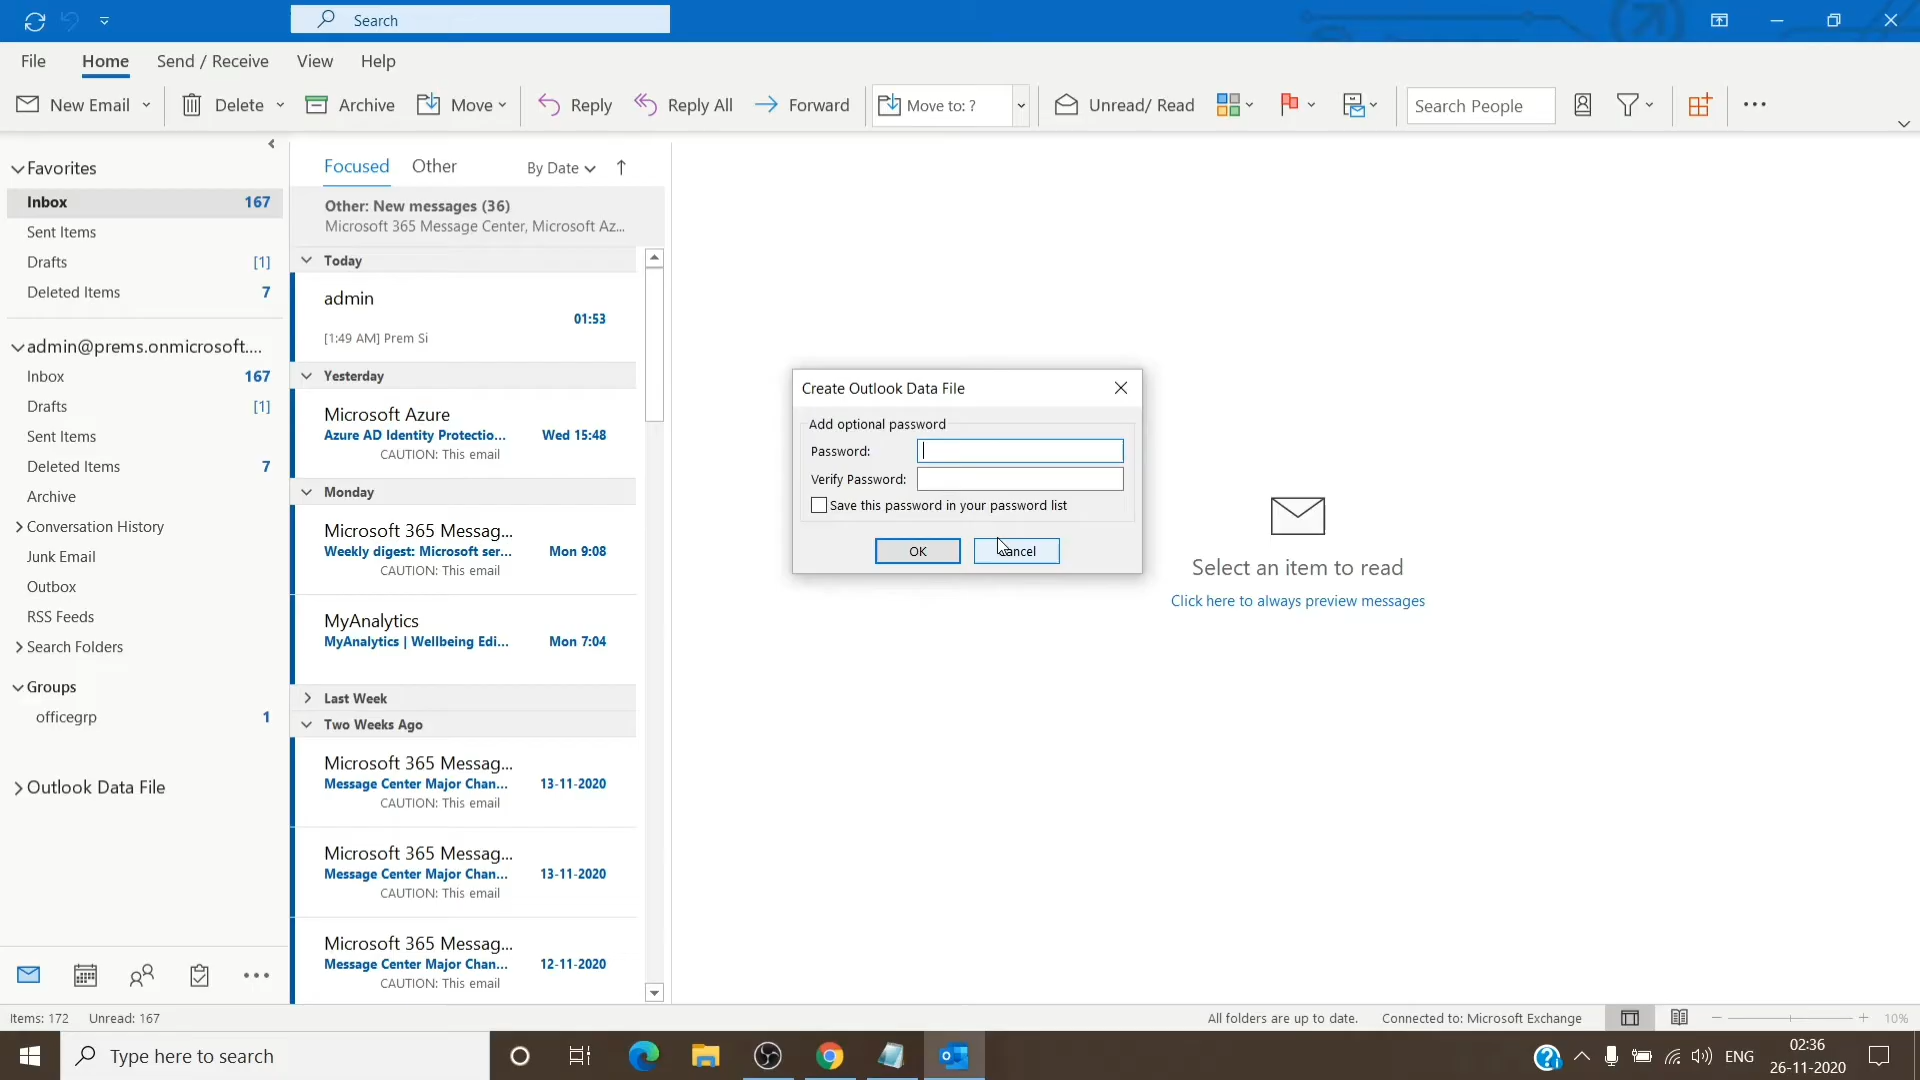 Search
File
Home
Send / Receive
View
Help
New Email
Delete
Archive
Move
Reply
Reply All
Forward
Move to: ?
Unread/ Read
Search People
Favorites
Inbox 167
Sent Items
Drafts [1]
Deleted Items 7
admin@prems.onmicrosoft....
Inbox 167
Drafts [1]
Sent Items
Deleted Items 7
Archive
Conversation History
Junk Email
Outbox
RSS Feeds
Search Folders
Groups
officegrp 1
Outlook Data File
Focused Other By Date
Other: New messages (36)
Microsoft 365 Message Center, Microsoft Az...
Today
admin
01:53
[1:49 AM] Prem Si
Yesterday
Microsoft Azure
Azure AD Identity Protectio... Wed 15:48
CAUTION: This email
Monday
Microsoft 365 Messag...
Weekly digest: Microsoft ser... Mon 9:08
CAUTION: This email
MyAnalytics
MyAnalytics | Wellbeing Edi... Mon 7:04
Last Week
Two Weeks Ago
Microsoft 365 Messag...
Message Center Major Chan... 13-11-2020
CAUTION: This email
Microsoft 365 Messag...
Message Center Major Chan... 13-11-2020
CAUTION: This email
Microsoft 365 Messag...
Message Center Major Chan... 12-11-2020
CAUTION: This email
Create Outlook Data File
Add optional password
Password:
Verify Password:
Save this password in your password list
OK
Cancel
Select an item to read
Click here to always preview messages
Items: 172 Unread: 167
All folders are up to date. Connected to: Microsoft Exchange
10%
Type here to search
ENG
02:36
26-11-2020